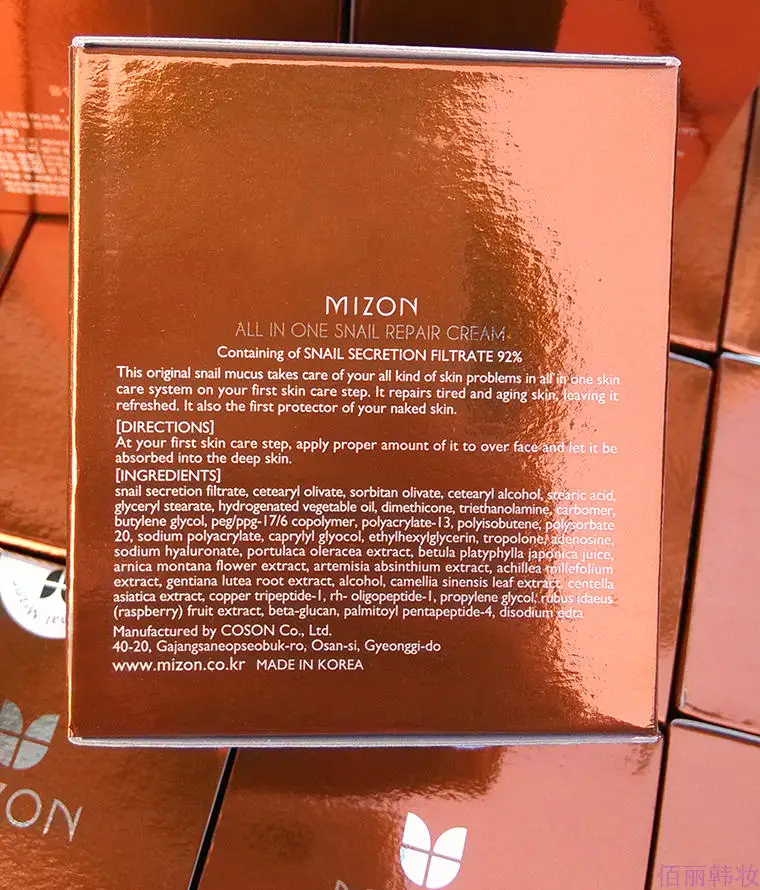 MIZON
ALL IN ONE SNAIL REPAIR CREAM
Containing of SNAIL SECRETION FILTRATE 92%
This original snail mucus takes care of your all kind of skin problems in all in one skin
care system on your first skin care step. It repairs tired and aging skin, leaving it
refreshed. It also the first protector of your naked skin.
[DIRECTIONS]
At your first skin care step, apply proper amount of it to over face and let it be
absorbed into the deep skin.
[INGREDIENTS]
snail secretion filtrate, cetearyl olivate, sorbitan olivate, cetearyl alcohol, stearic acid,
glyceryl stearate, hydrogenated vegetable oil, dimethicone, triethanolamine, carbomer,
butylene glycol, peg/ppg-17/6 copolymer, polyacrylate-13, polyisobutene, polysorbate
20, sodium polyacrylate, caprylyl glyocol, ethylhexylglycerin, tropolone, adenosine,
sodium hyaluronate, portulaca oleracea extract, betula platyphylla japonica juice,
arnica montana flower extract, artemisia absinthium extract, achillea millefolium
extract, gentiana lutea root extract, alcohol, camellia sinensis leaf extract, centella
asiatica extract, copper tripeptide-1, rh- oligopeptide-1, propylene glycol, rubus idaeus
(raspberry) fruit extract, beta-glucan, palmitoyl pentapeptide-4, disodium edta
Manufactured by COSON Co., Ltd.
40-20, Gajangsaneopseobuk-ro, Osan-si, Gyeonggi-do
www.mizon.co.kr MADE IN KOREA
ZON
佰丽韩妆